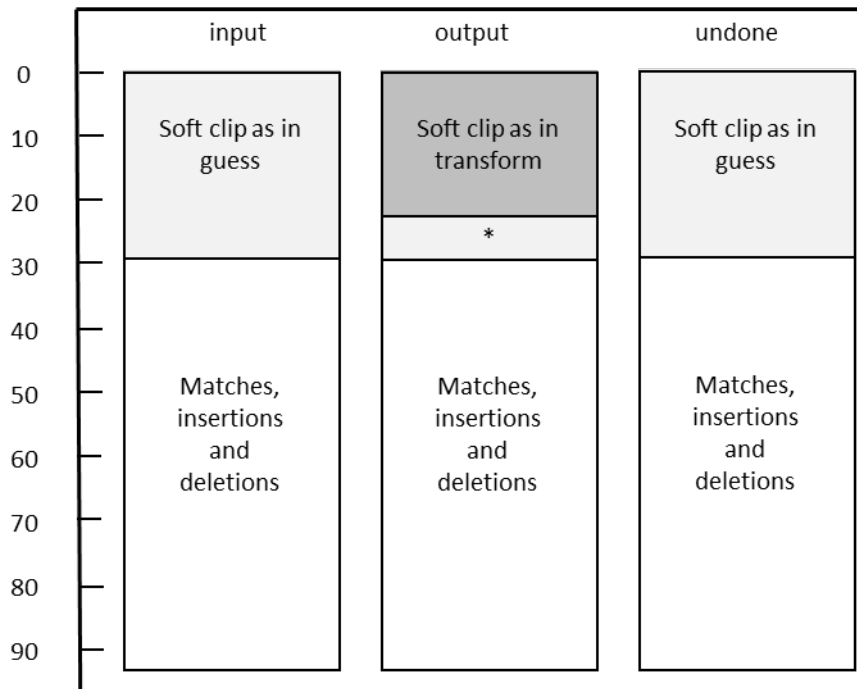 input output undone
0
10
20
30
40
50
60
70
80
90
Soft clip as in
guess
Matches,
insertions
and
deletions
Soft clip as in
transform
*
Matches,
insertions
and
deletions
Soft clip as in
guess
Matches,
insertions
and
deletions